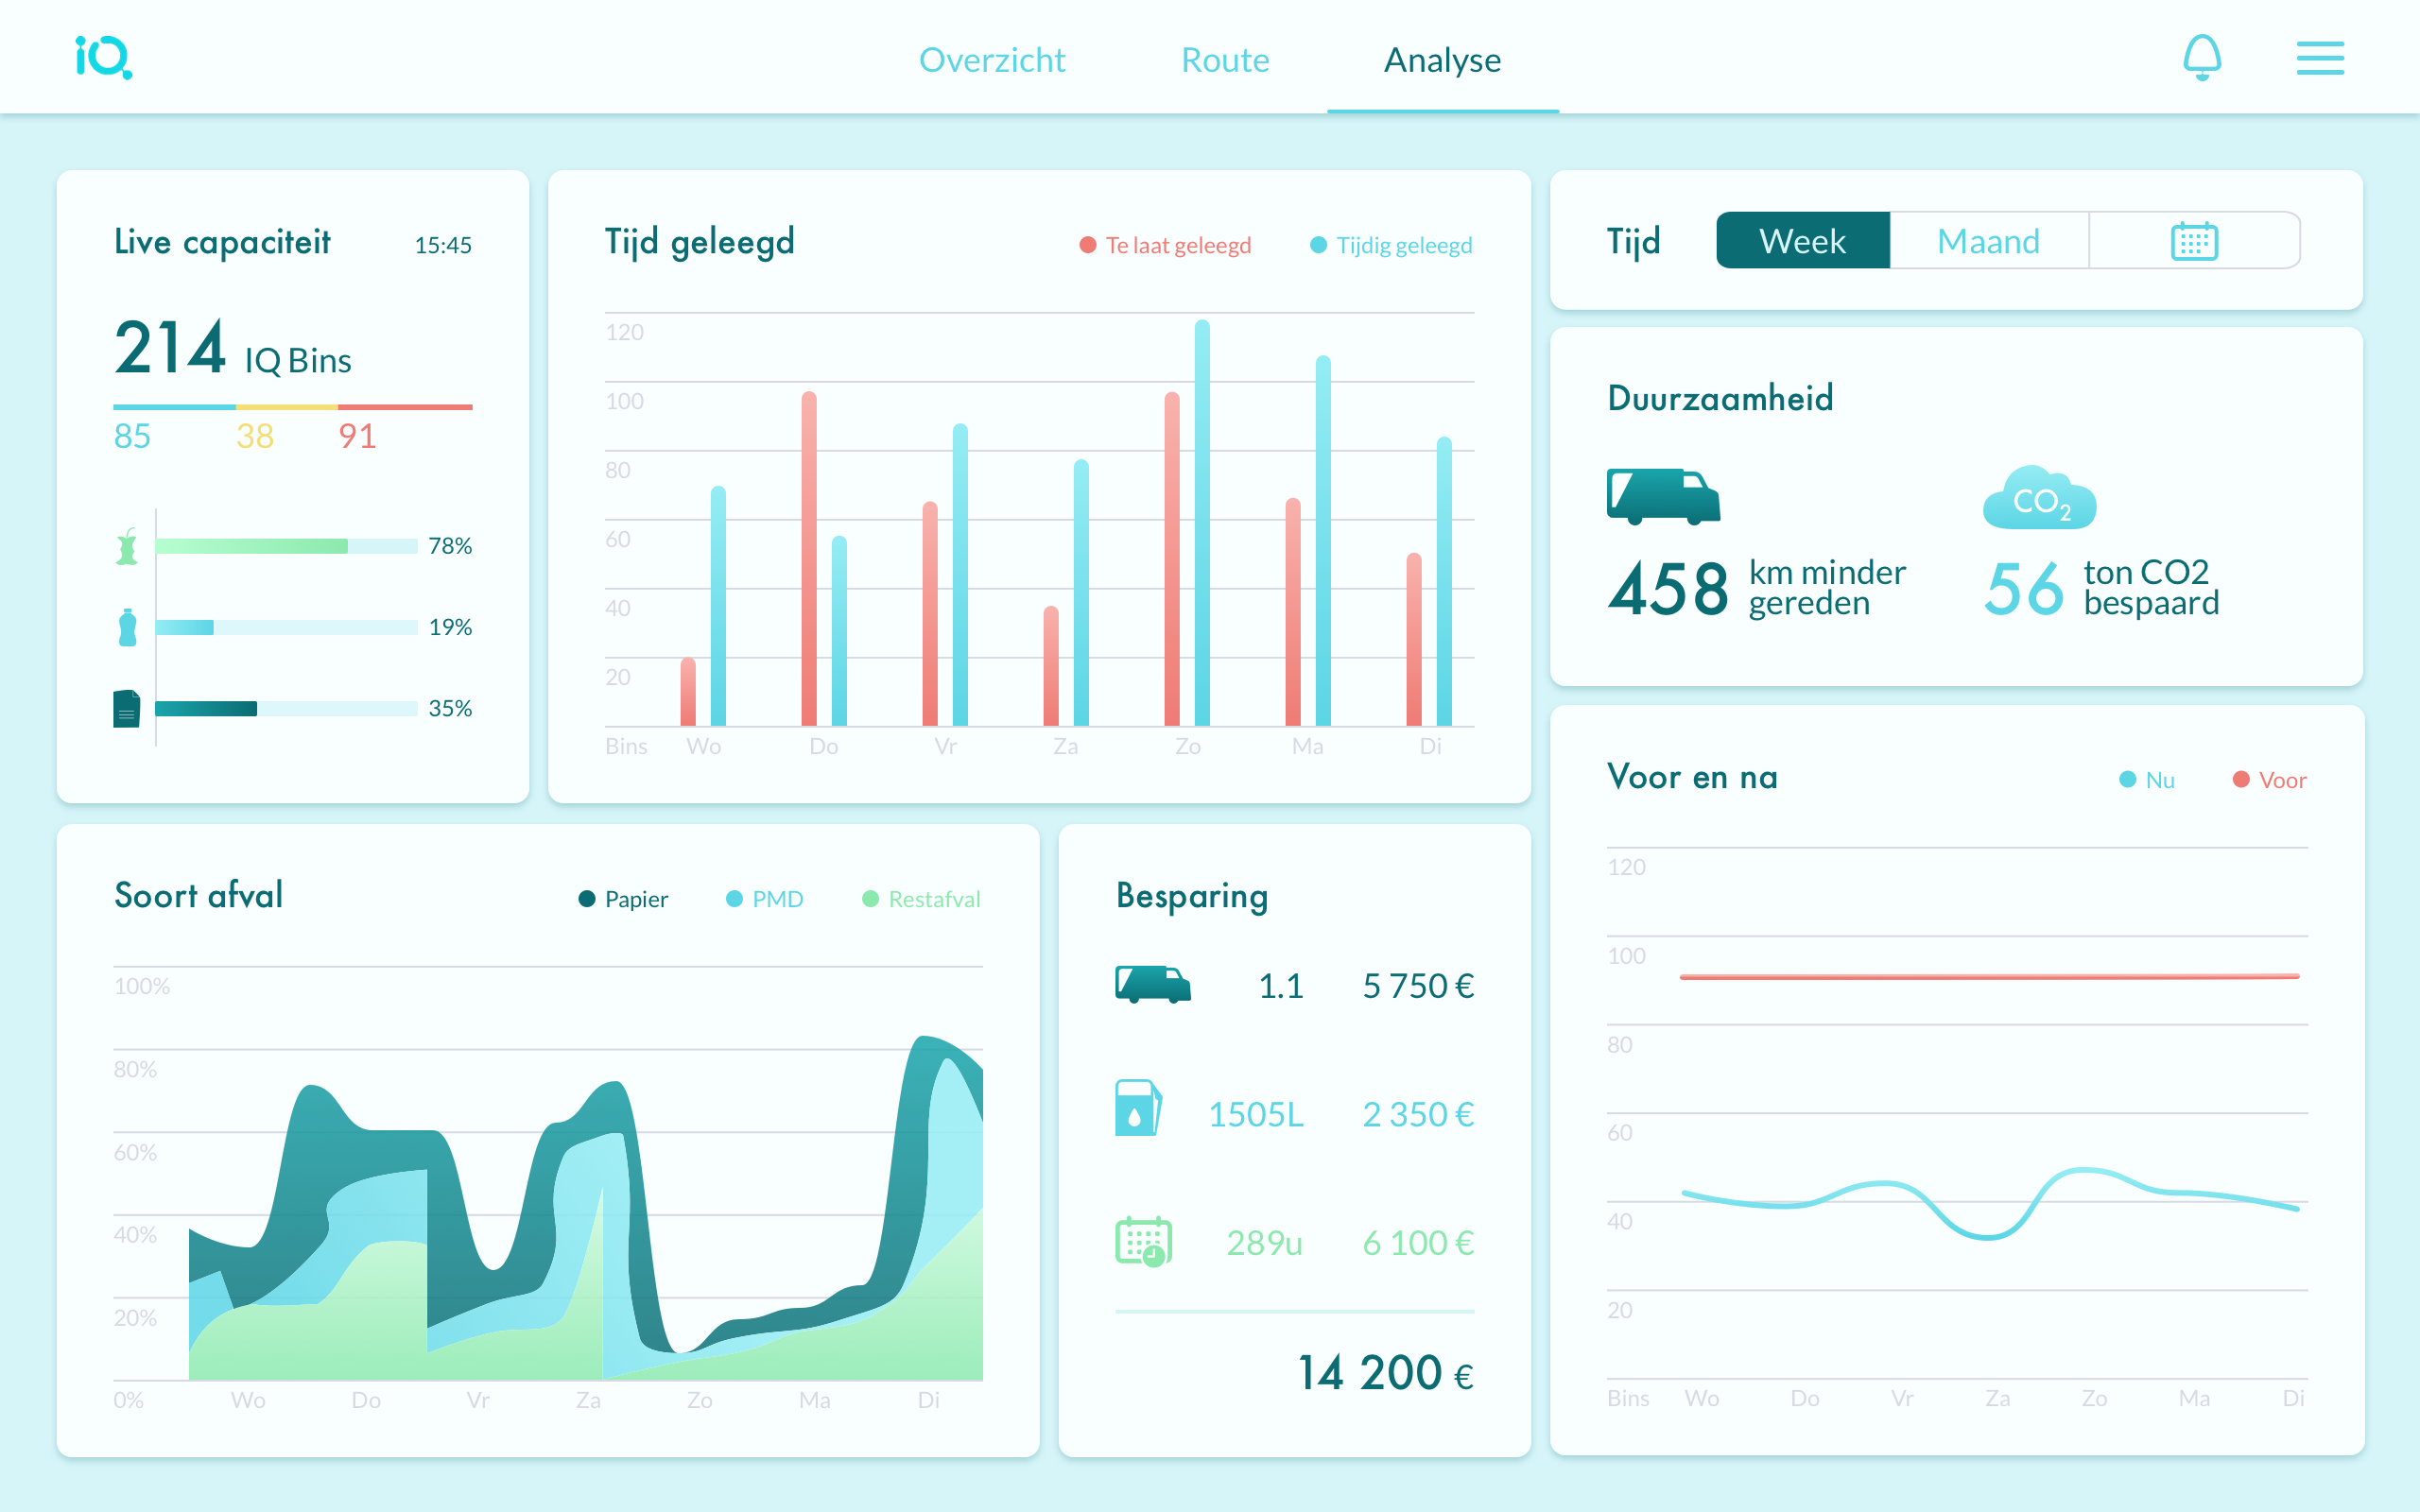 iQ
Overzicht
Route
Analyse
Live capaciteit
15:45
214 IQ Bins
85
38
91
78%
19%
35%
Tijd geleegd
Te laat geleegd
Tijdig geleegd
120
100
80
60
40
20
Bins
Wo
Do
Vr
Za
Zo
Ma
Di
Tijd
Week
Maand
Duurzaamheid
CO2
458
km minder
gereden
56
ton CO2
bespaard
Soort afval
Papier
PMD
Restafval
100%
80%
60%
40%
20%
0%
Wo
Do
Vr
Za
Zo
Ma
Di
Besparing
1.1
5 750 €
1505L
2 350 €
289u
6 100 €
14 200 €
Voor en na
Nu
Voor
120
100
80
60
40
20
Bins
Wo
Do
Vr
Za
Zo
Ma
Di